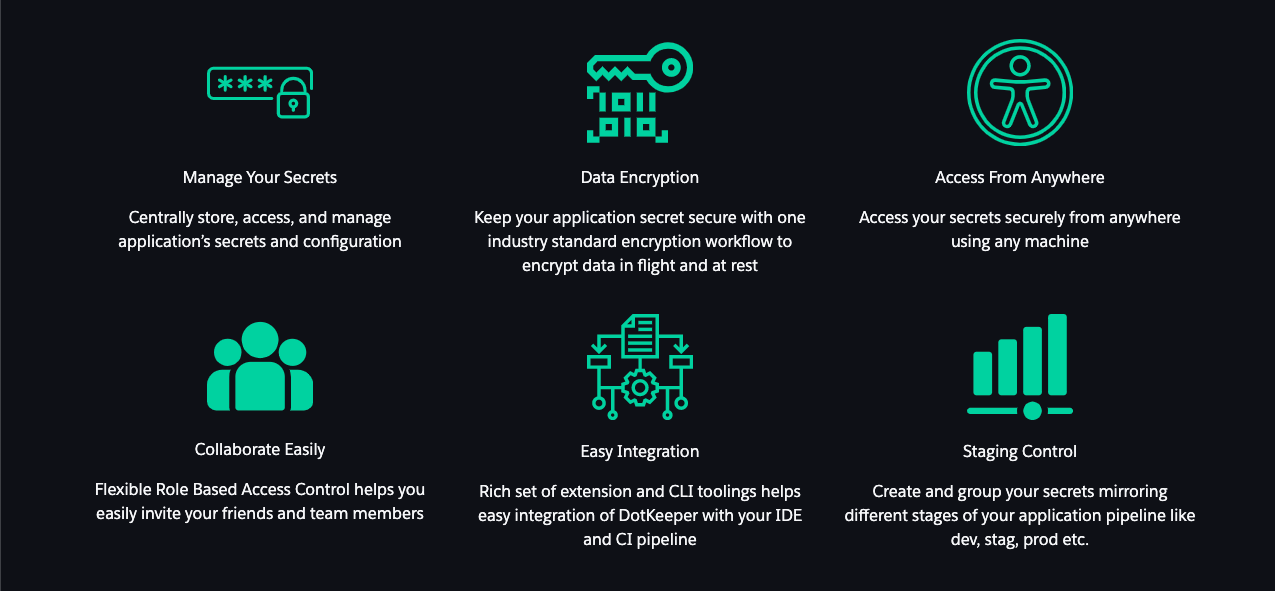 ***
Manage Your Secrets
Centrally store, access, and manage
application’s secrets and configuration
1011
010
Data Encryption
Keep your application secret secure with one
industry standard encryption workflow to
encrypt data in flight and at rest
Access From Anywhere
Access your secrets securely from anywhere
using any machine
Collaborate Easily
Flexible Role Based Access Control helps you
easily invite your friends and team members
Easy Integration
Rich set of extension and CLI toolings helps
easy integration of DotKeeper with your IDE
and CI pipeline
Staging Control
Create and group your secrets mirroring
different stages of your application pipeline like
dev, stag, prod etc.